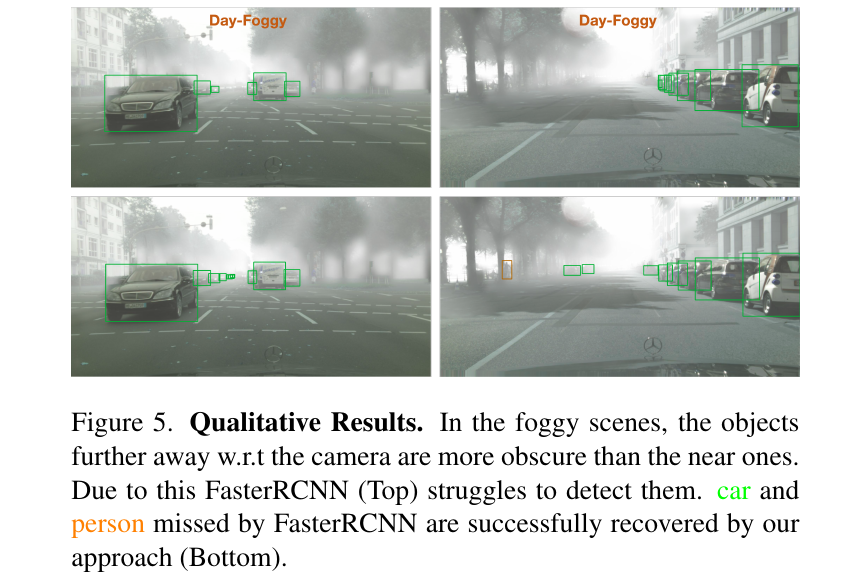 Day-Foggy
Day-Foggy
Figure 5. Qualitative Results. In the foggy scenes, the objects
further away w.r.t the camera are more obscure than the near ones.
Due to this FasterRCNN (Top) struggles to detect them. car and
person missed by FasterRCNN are successfully recovered by our
approach (Bottom).